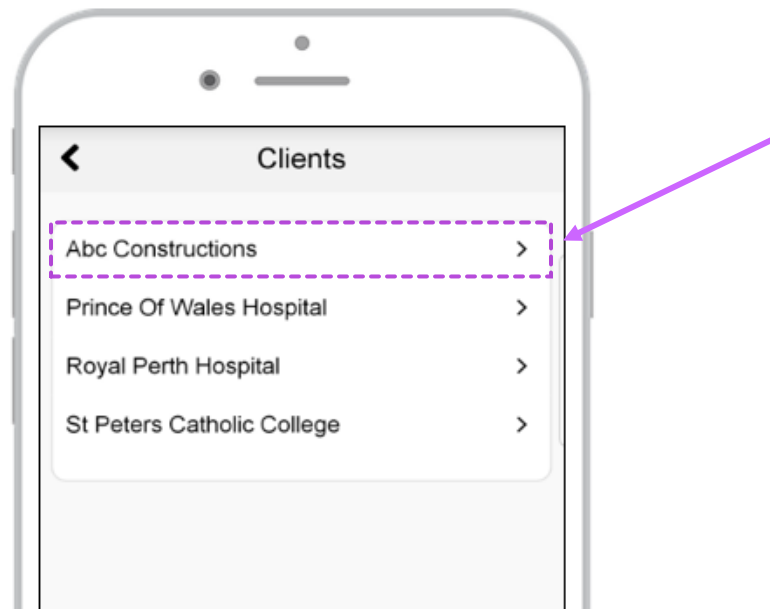 Clients
Abc Constructions
Prince Of Wales Hospital
Royal Perth Hospital
St Peters Catholic College